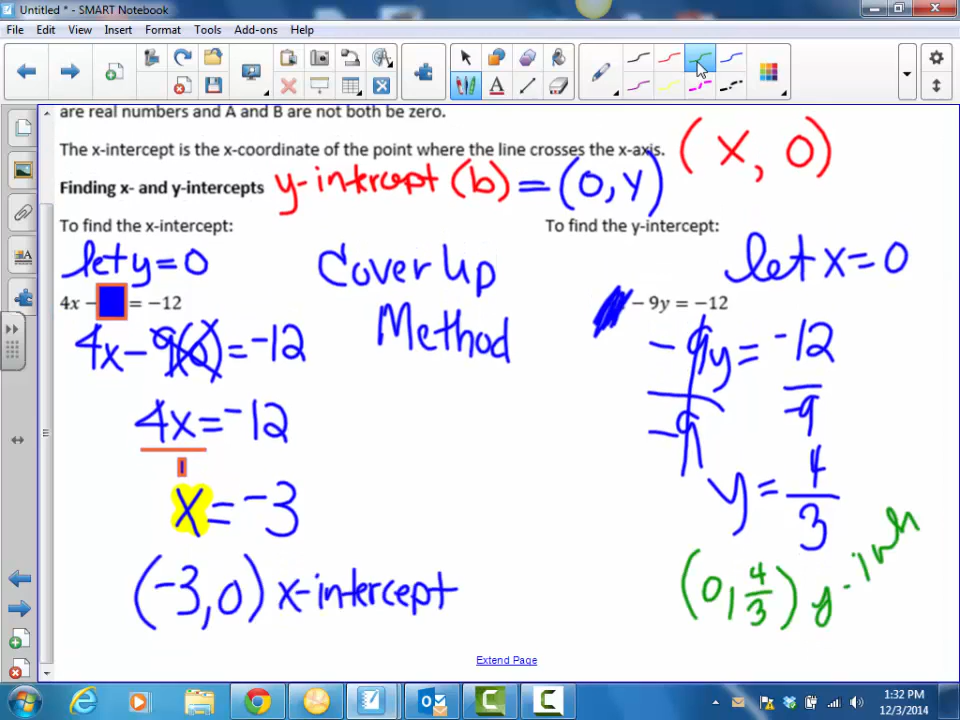 Untitled * - SMART Notebook
File Edit View Insert Format Tools Add-ons Help
are real numbers and A and B are not both be zero.
The x-intercept is the x-coordinate of the point where the line crosses the x-axis. (X, 0)
Finding x- and y-intercepts y-intercept (b) = (0, Y)
To find the x-intercept: To find the y-intercept:
let y = 0 Cover Up let x = 0
4x − = −12 − 9y = −12
4x - 9(0) = -12 Method -9y = -12
-9 -9
4x = -12
x = -3 y = 4/3
(-3, 0) x-intercept (0, 4/3) y-
Extend Page
1:32 PM
12/3/2014